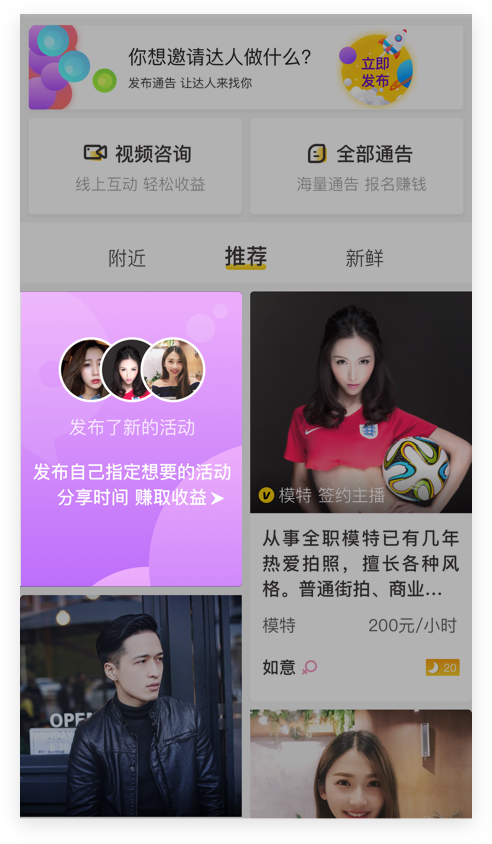 你想邀请达人做什么？
发布通告 让达人来找你
立即
发布
视频咨询
线上互动 轻松收益
全部通告
海量通告 报名赚钱
附近
推荐
新鲜
发布了新的活动
发布自己指定想要的活动
分享时间 赚取收益
模特 签约主播
从事全职模特已有几年
热爱拍照，擅长各种风
格。普通街拍、商业...
模特
200元/小时
如意
20
OPEN